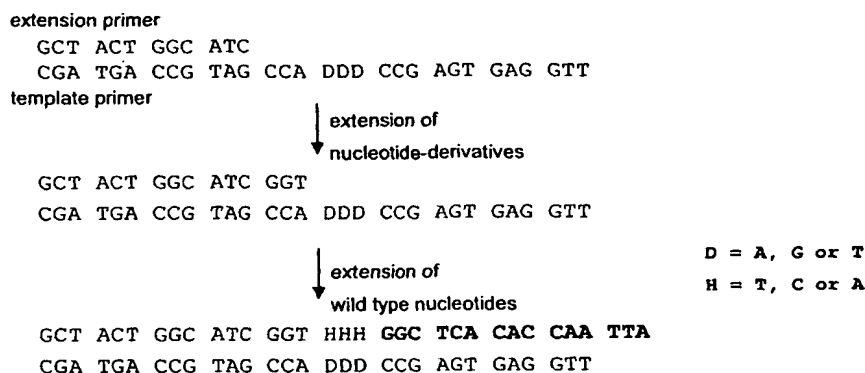 extension primer
GCT ACT GGC ATC
CGA TGA CCG TAG CCA DDD CCG AGT GAG GTT
template primer
extension of
nucleotide-derivatives
GCT ACT GGC ATC GGT
CGA TGA CCG TAG CCA DDD CCG AGT GAG GTT
D = A, G or T
H = T, C or A
extension of
wild type nucleotides
GCT ACT GGC ATC GGT HHH GGC TCA CAC CAA TTA
CGA TGA CCG TAG CCA DDD CCG AGT GAG GTT